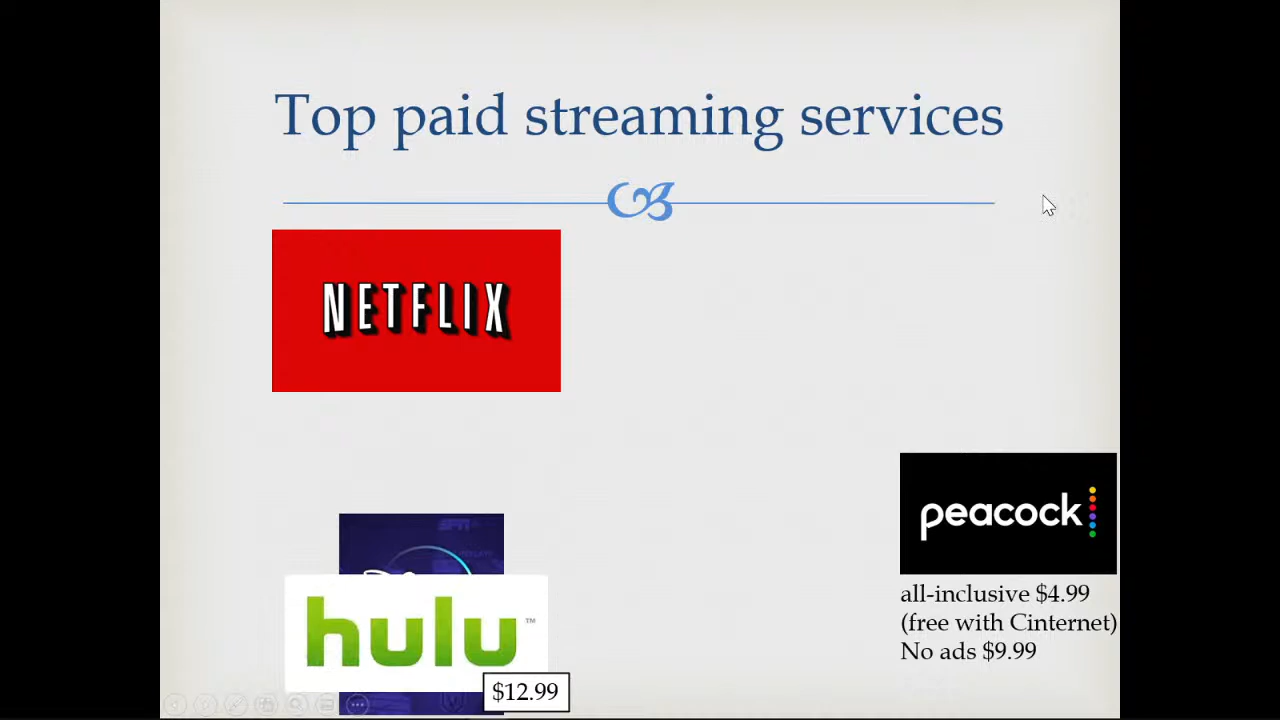 Top paid streaming services
NETFLIX
peacock
all-inclusive $4.99
(free with Cinternet)
No ads $9.99
hulu™
$12.99